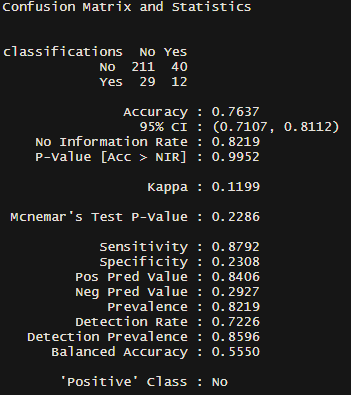 Confusion Matrix and Statistics
classifications No Yes
No 211 40
Yes 29 12
Accuracy : 0.7637
95% CI : (0.7107, 0.8112)
No Information Rate : 0.8219
P-Value [Acc > NIR] : 0.9952
Kappa : 0.1199
Mcnemar's Test P-Value : 0.2286
Sensitivity : 0.8792
Specificity : 0.2308
Pos Pred Value : 0.8406
Neg Pred Value : 0.2927
Prevalence : 0.8219
Detection Rate : 0.7226
Detection Prevalence : 0.8596
Balanced Accuracy : 0.5550
'Positive' Class : No